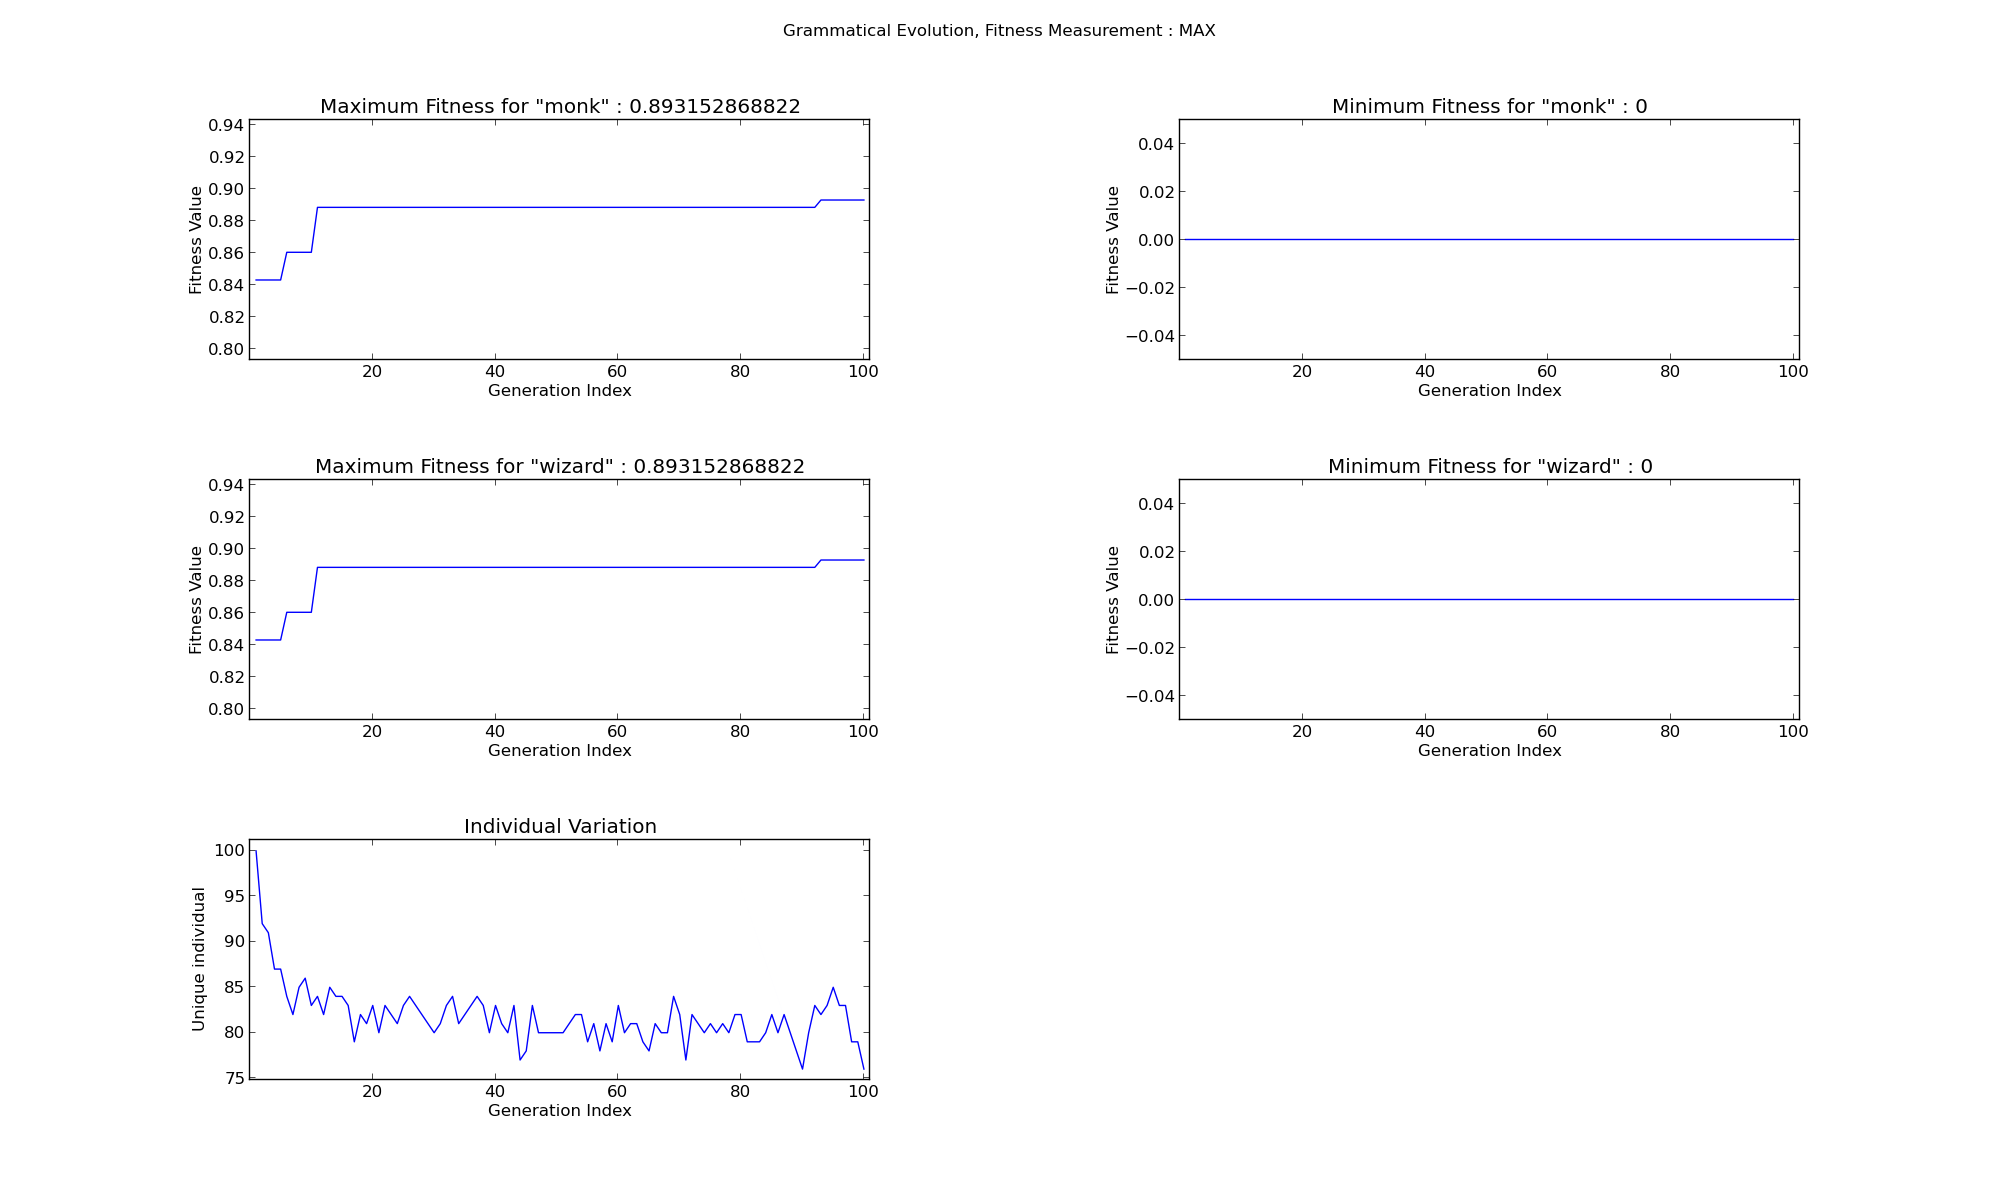 Grammatical Evolution, Fitness Measurement : MAX
Maximum Fitness for "monk" : 0.893152868822
0.94
0.92
0.90
0.88
0.86
0.84
0.82
0.80
Fitness Value
20 40 60 80 100
Generation Index
Minimum Fitness for "monk" : 0
0.04
0.02
0.00
−0.02
−0.04
Fitness Value
20 40 60 80 100
Generation Index
Maximum Fitness for "wizard" : 0.893152868822
0.94
0.92
0.90
0.88
0.86
0.84
0.82
0.80
Fitness Value
20 40 60 80 100
Generation Index
Minimum Fitness for "wizard" : 0
0.04
0.02
0.00
−0.02
−0.04
Fitness Value
20 40 60 80 100
Generation Index
Individual Variation
100
95
90
85
80
75
Unique individual
20 40 60 80 100
Generation Index